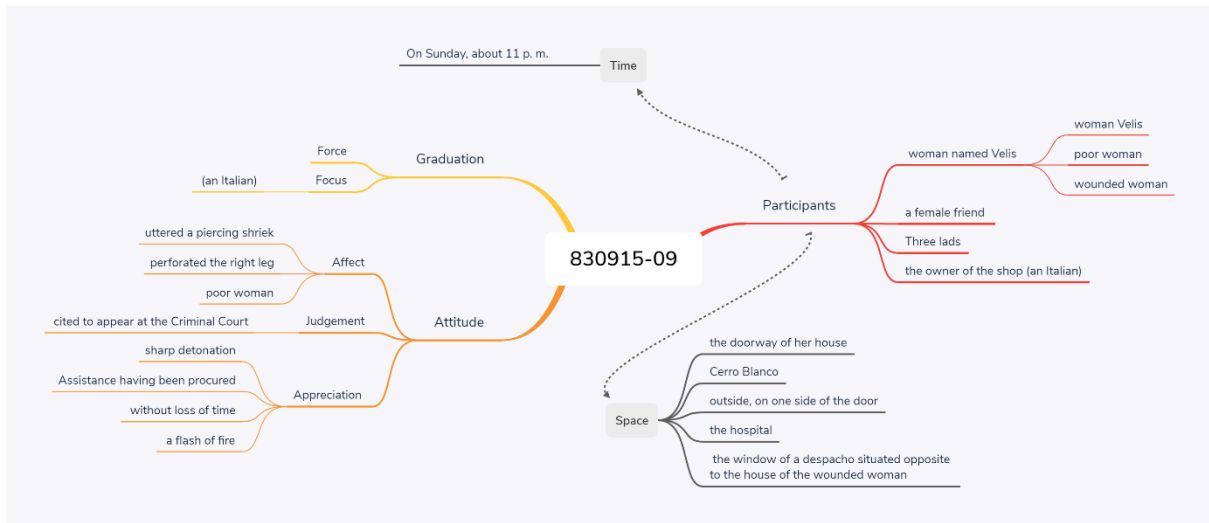 On Sunday, about 11 p. m.
Time
Force
Graduation
(an Italian)
Focus
uttered a piercing shriek
perforated the right leg
Affect
poor woman
cited to appear at the Criminal Court
Judgement
Attitude
sharp detonation
Assistance having been procured
Appreciation
without loss of time
a flash of fire
830915-09
Participants
woman named Velis
woman Velis
poor woman
wounded woman
a female friend
Three lads
the owner of the shop (an Italian)
Space
the doorway of her house
Cerro Blanco
outside, on one side of the door
the hospital
the window of a despacho situated opposite
to the house of the wounded woman